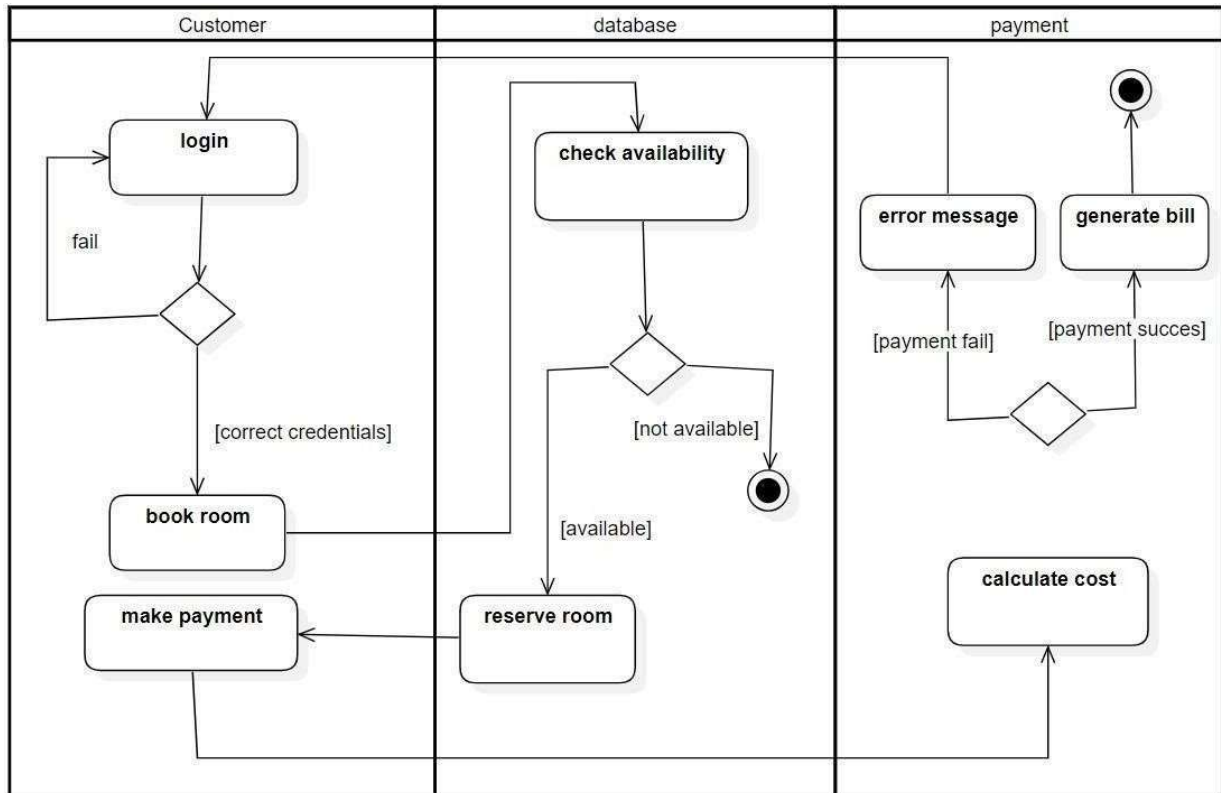 Customer
database
payment
login
check availability
error message
generate bill
fail
[payment fail]
[payment succes]
[correct credentials]
[not available]
book room
[available]
calculate cost
make payment
reserve room